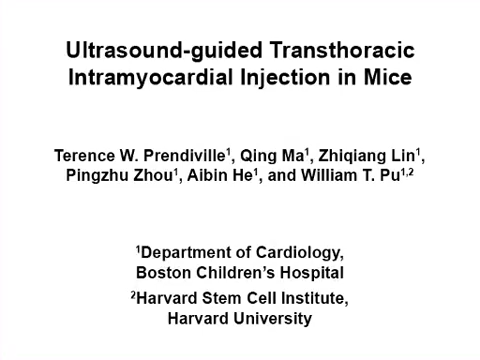 Ultrasound-guided Transthoracic
Intramyocardial Injection in Mice
Terence W. Prendiville¹, Qing Ma¹, Zhiqiang Lin¹,
Pingzhu Zhou¹, Aibin He¹, and William T. Pu¹,²
¹Department of Cardiology,
Boston Children's Hospital
²Harvard Stem Cell Institute,
Harvard University